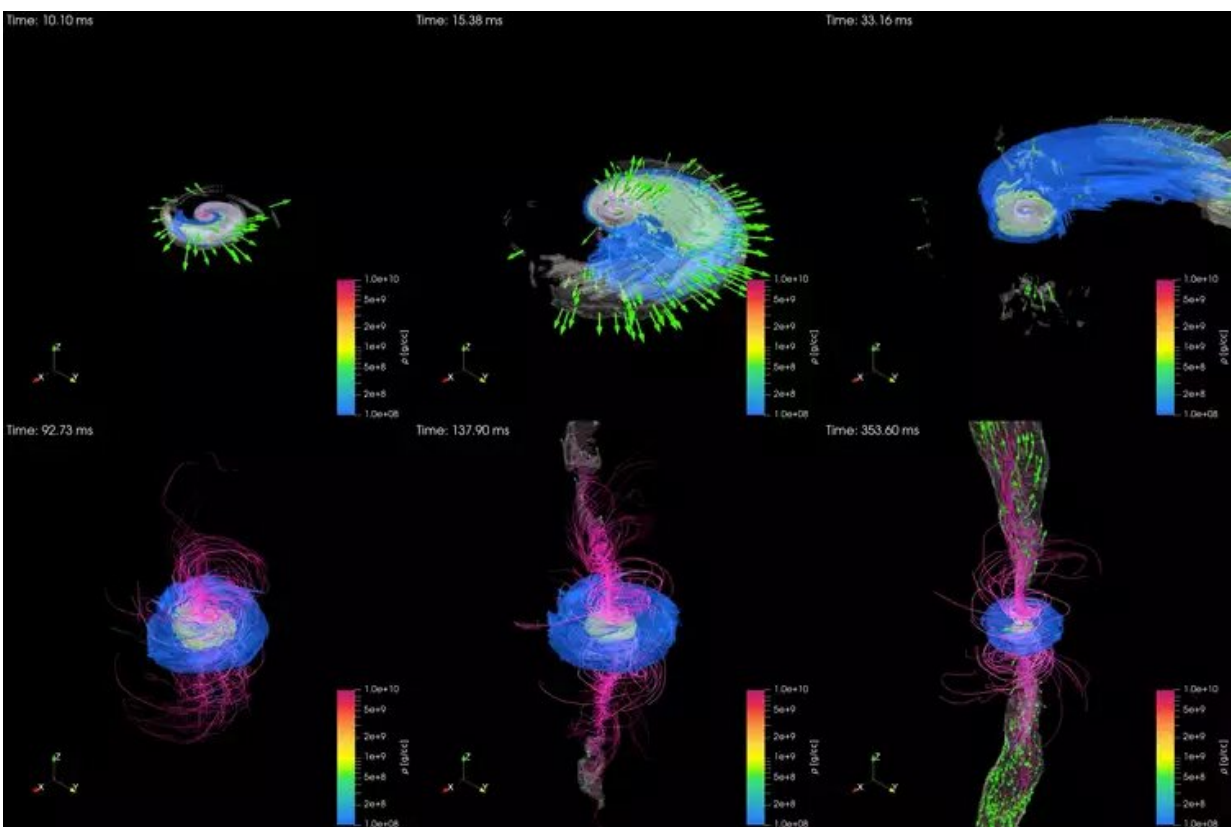 Time: 10.10 ms
Time: 15.38 ms
Time: 33.16 ms
1.0e+10
5e+9
2e+9
1e+9
5e+8
2e+8
1.0e+08
ρ [g/cc]
Z
X
Y
1.0e+10
5e+9
2e+9
1e+9
5e+8
2e+8
1.0e+08
ρ [g/cc]
Z
X
Y
1.0e+10
5e+9
2e+9
1e+9
5e+8
2e+8
1.0e+08
ρ [g/cc]
Z
X
Y
Time: 92.73 ms
Time: 137.90 ms
Time: 353.60 ms
1.0e+10
5e+9
2e+9
1e+9
5e+8
2e+8
1.0e+08
ρ [g/cc]
Z
X
Y
1.0e+10
5e+9
2e+9
1e+9
5e+8
2e+8
1.0e+08
ρ [g/cc]
Z
X
Y
1.0e+10
5e+9
2e+9
1e+9
5e+8
2e+8
1.0e+08
ρ [g/cc]
Z
X
Y